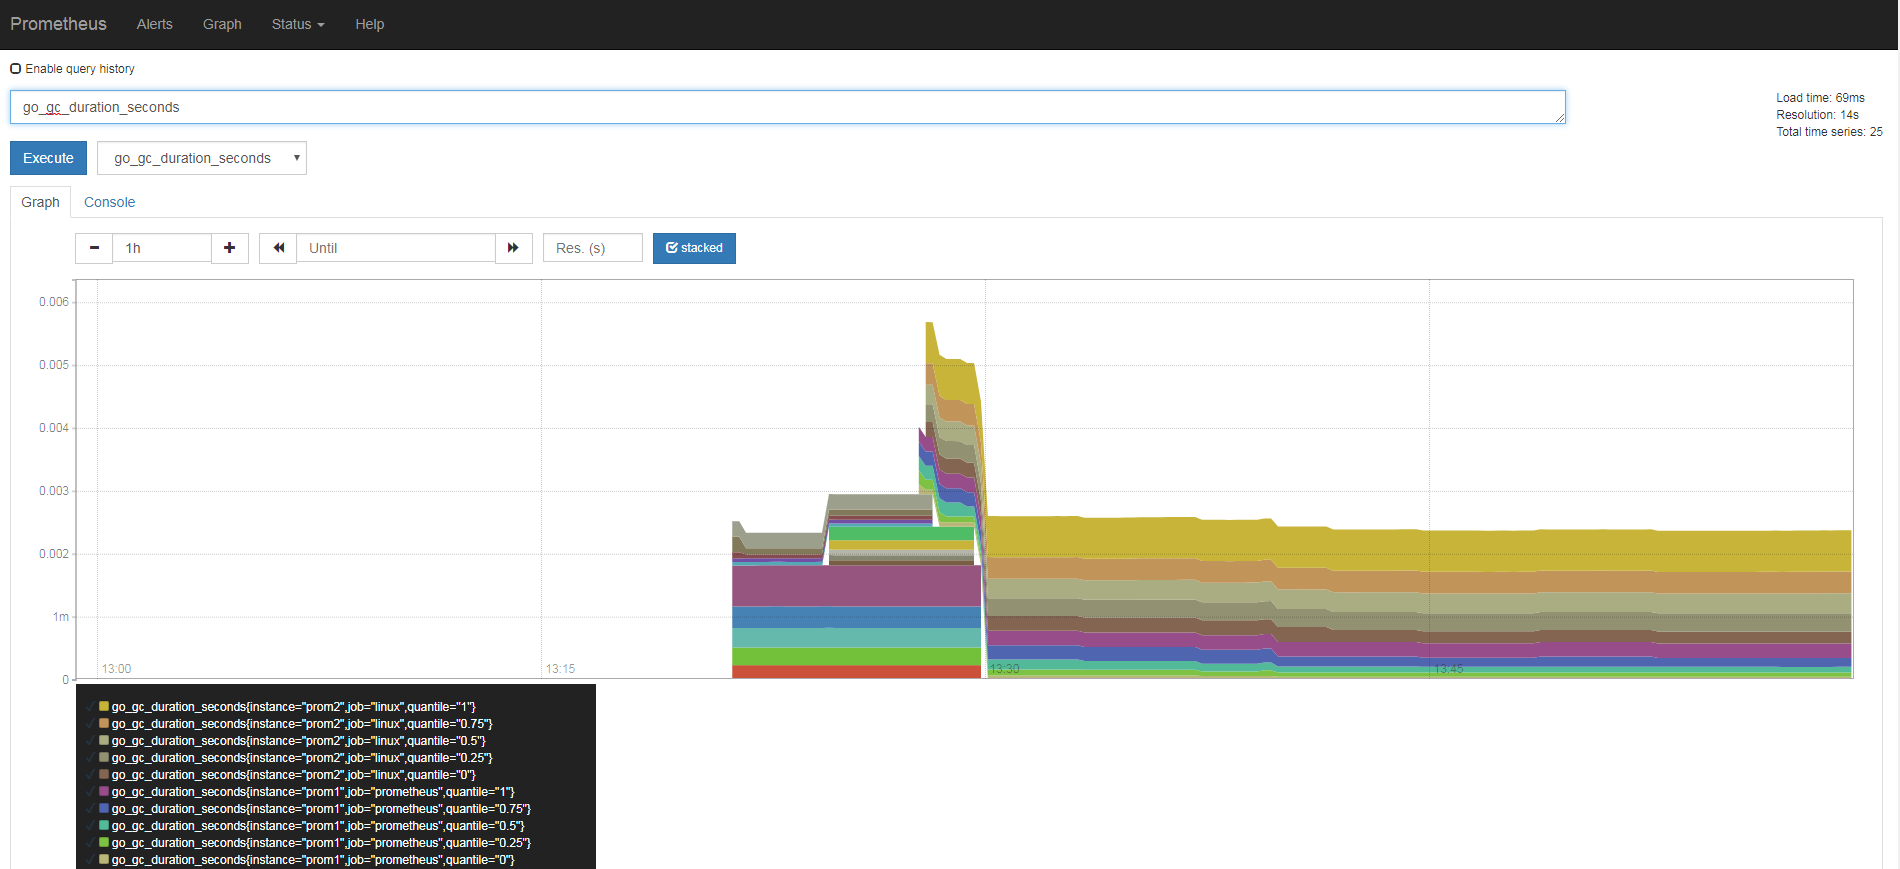 Prometheus Alerts Graph Status Help
Enable query history
go_gc_duration_seconds
Load time: 69ms
Resolution: 14s
Total time series: 25
Execute go_gc_duration_seconds
Graph Console
1h Until Res. (s) stacked
0.006
0.005
0.004
0.003
0.002
1m
0
13:00 13:15 13:30 13:45
go_gc_duration_seconds{instance="prom2",job="linux",quantile="1"}
go_gc_duration_seconds{instance="prom2",job="linux",quantile="0.75"}
go_gc_duration_seconds{instance="prom2",job="linux",quantile="0.5"}
go_gc_duration_seconds{instance="prom2",job="linux",quantile="0.25"}
go_gc_duration_seconds{instance="prom2",job="linux",quantile="0"}
go_gc_duration_seconds{instance="prom1",job="prometheus",quantile="1"}
go_gc_duration_seconds{instance="prom1",job="prometheus",quantile="0.75"}
go_gc_duration_seconds{instance="prom1",job="prometheus",quantile="0.5"}
go_gc_duration_seconds{instance="prom1",job="prometheus",quantile="0.25"}
go_gc_duration_seconds{instance="prom1",job="prometheus",quantile="0"}